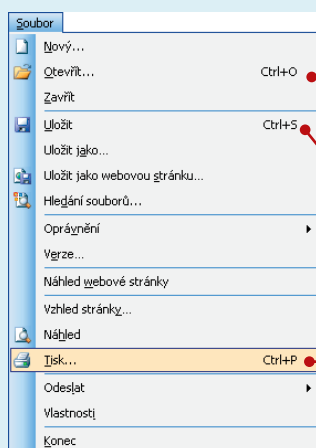 Soubor
Nový...
Otevřít... Ctrl+O
Zavřít
Uložit Ctrl+S
Uložit jako...
Uložit jako webovou stránku...
Hledání souborů...
Oprávnění
Verze...
Náhled webové stránky
Vzhled stránky...
Náhled
Tisk... Ctrl+P
Odeslat
Vlastnosti
Konec